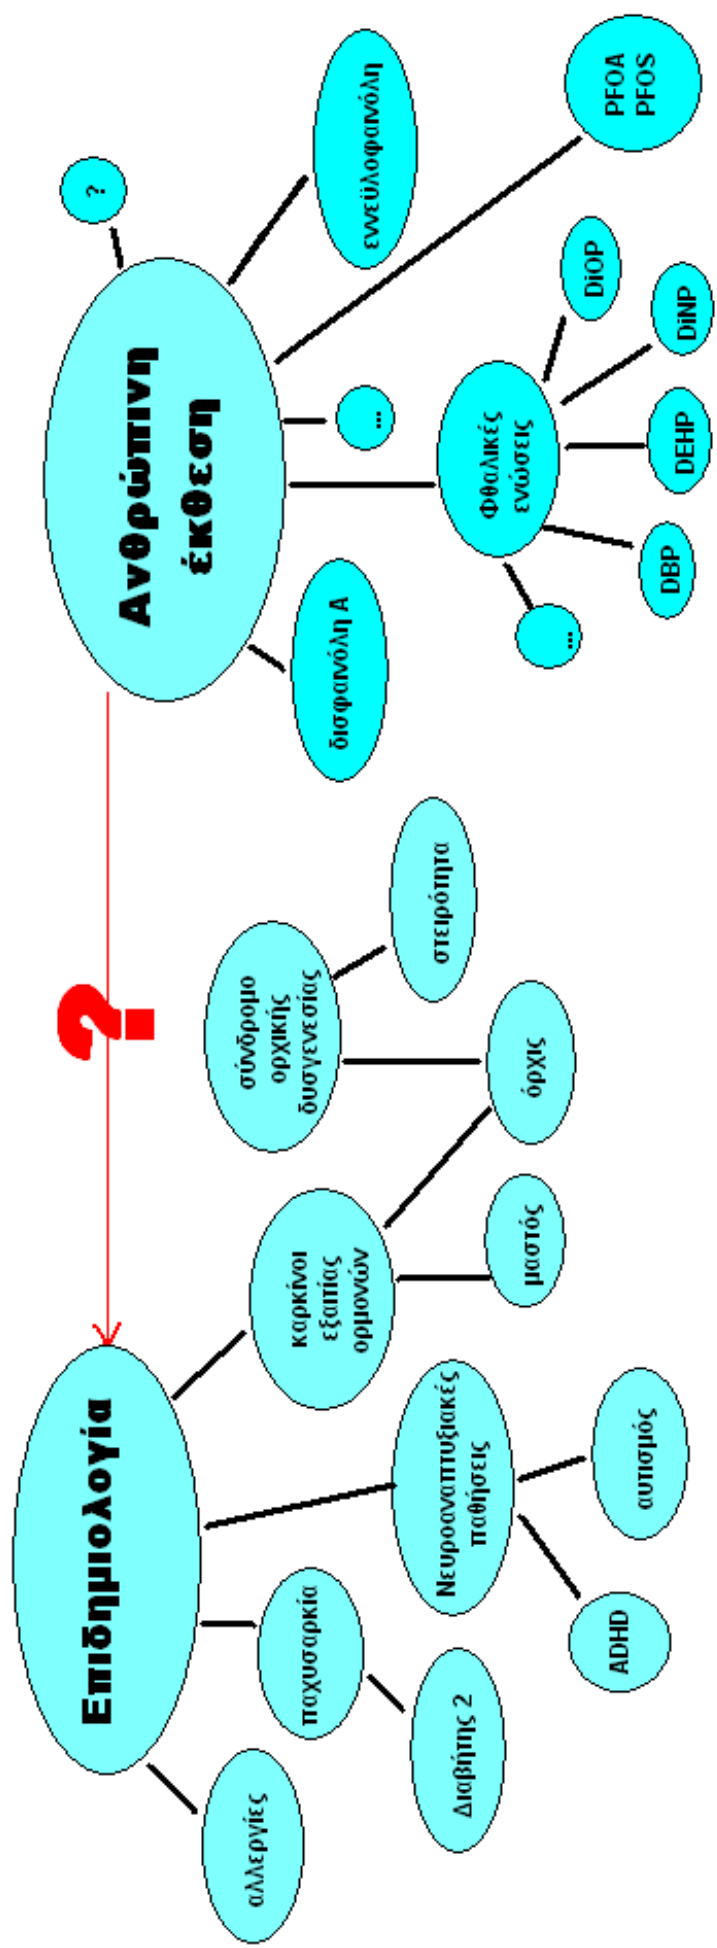 Επιδημιολογία
αλλεργίες
παχυσαρκία
Διαβήτης 2
Νευροαναπτυξιακές
παθήσεις
ADHD
αυτισμός
καρκίνοι
εξαιτίας
ορμονών
μαστός
όρχις
σύνδρομο
ορχικής
δυσγενεσίας
στειρότητα
?
Ανθρώπινη
έκθεση
δισφαινόλη Α
...
Φθαλικές
ενώσεις
...
DBP
DEHP
DiNP
DiOP
εννεϋλοφαινόλη
PFOA
PFOS
?